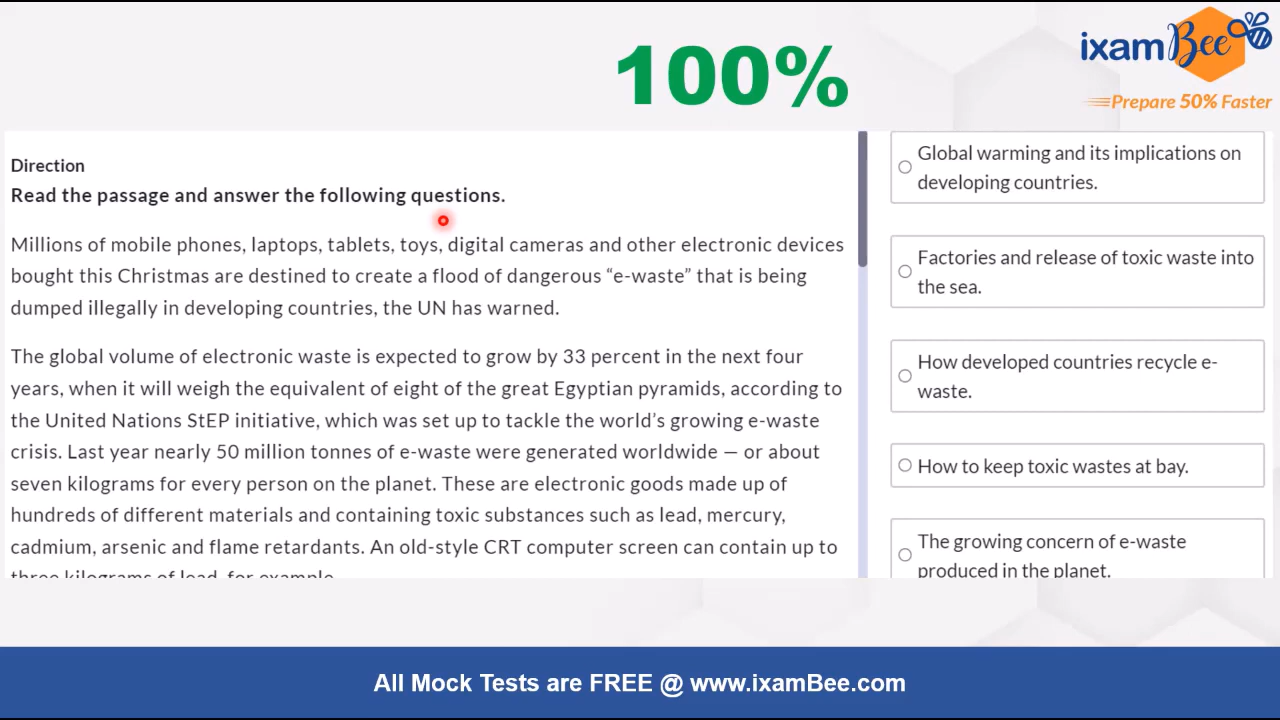 100%
ixamBee
Prepare 50% Faster
Direction
Read the passage and answer the following questions.
Millions of mobile phones, laptops, tablets, toys, digital cameras and other electronic devices
bought this Christmas are destined to create a flood of dangerous “e-waste” that is being
dumped illegally in developing countries, the UN has warned.
The global volume of electronic waste is expected to grow by 33 percent in the next four
years, when it will weigh the equivalent of eight of the great Egyptian pyramids, according to
the United Nations StEP initiative, which was set up to tackle the world’s growing e-waste
crisis. Last year nearly 50 million tonnes of e-waste were generated worldwide — or about
seven kilograms for every person on the planet. These are electronic goods made up of
hundreds of different materials and containing toxic substances such as lead, mercury,
cadmium, arsenic and flame retardants. An old-style CRT computer screen can contain up to
three kilograms of lead, for example
Global warming and its implications on
developing countries.
Factories and release of toxic waste into
the sea.
How developed countries recycle e-
waste.
How to keep toxic wastes at bay.
The growing concern of e-waste
produced in the planet.
All Mock Tests are FREE @ www.ixamBee.com